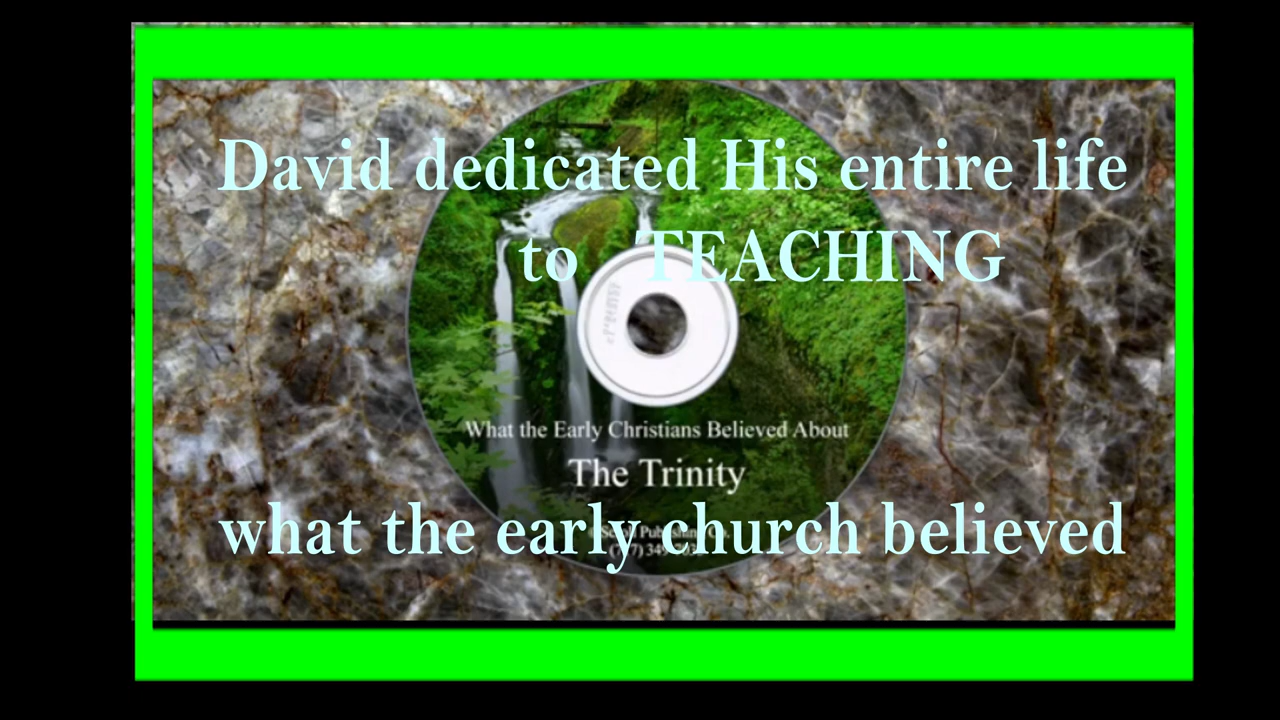 David dedicated His entire life
to TEACHING
What the Early Christians Believed About
The Trinity
what the early church believed